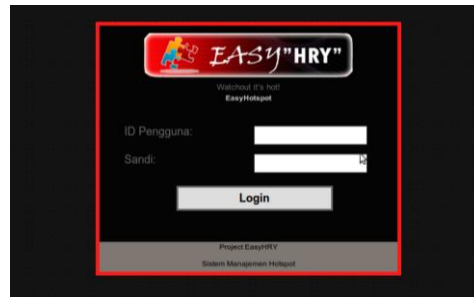 EASY"HRY"
Watchout it's hot!
EasyHotspot
ID Pengguna:
Sandi:
Login
Project EasyHRY
Sistem Manajemen Hotspot